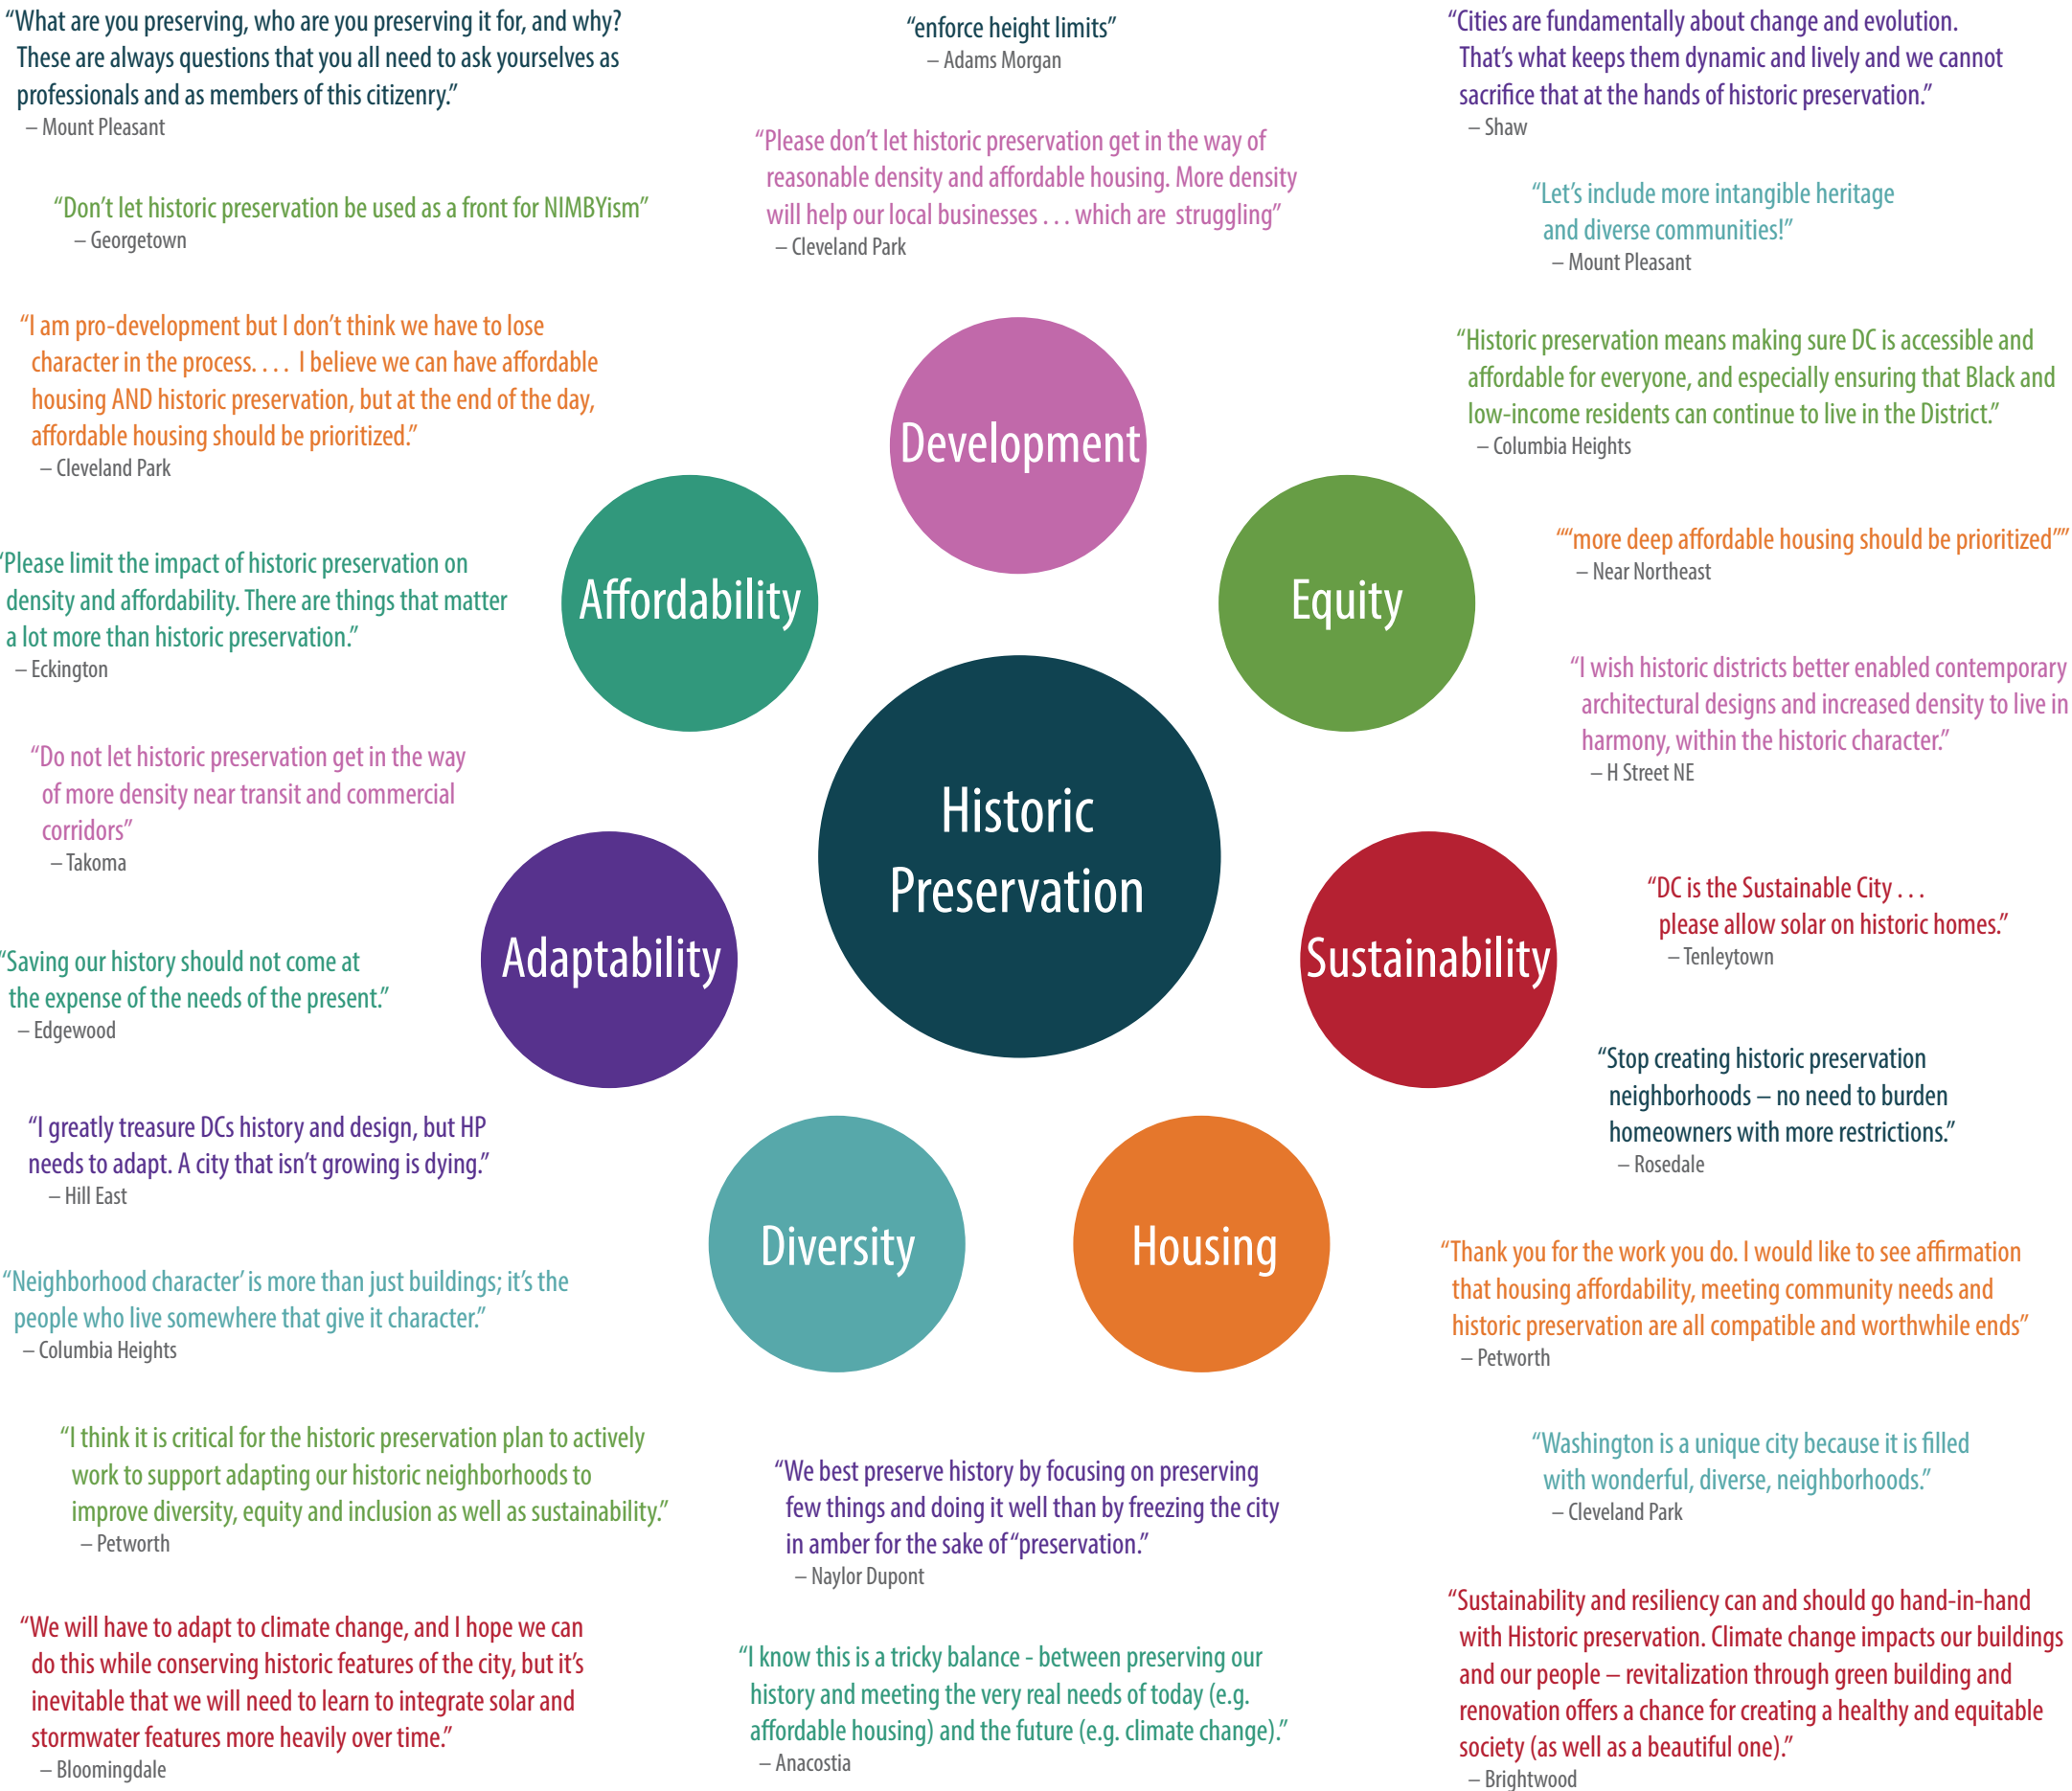 “What are you preserving, who are you preserving it for, and why?
These are always questions that you all need to ask yourselves as
professionals and as members of this citizenry.”
– Mount Pleasant
“Don’t let historic preservation be used as a front for NIMBYism”
– Georgetown
“I am pro-development but I don’t think we have to lose
character in the process. . . .  I believe we can have affordable
housing AND historic preservation, but at the end of the day,
affordable housing should be prioritized.”
– Cleveland Park
“Please limit the impact of historic preservation on
density and affordability. There are things that matter
a lot more than historic preservation.”
– Eckington
“Do not let historic preservation get in the way
of more density near transit and commercial
corridors”
– Takoma
“Saving our history should not come at
the expense of the needs of the present.”
– Edgewood
“I greatly treasure DCs history and design, but HP
needs to adapt. A city that isn’t growing is dying.”
– Hill East
“Neighborhood character’ is more than just buildings; it’s the
people who live somewhere that give it character.”
– Columbia Heights
“I think it is critical for the historic preservation plan to actively
work to support adapting our historic neighborhoods to
improve diversity, equity and inclusion as well as sustainability.”
– Petworth
“We will have to adapt to climate change, and I hope we can
do this while conserving historic features of the city, but it’s
inevitable that we will need to learn to integrate solar and
stormwater features more heavily over time.”
– Bloomingdale
“enforce height limits”
– Adams Morgan
“Please don’t let historic preservation get in the way of
reasonable density and affordable housing. More density
will help our local businesses . . . which are  struggling”
– Cleveland Park
Development
Affordability
Equity
Historic
Preservation
Adaptability
Sustainability
Diversity
Housing
“We best preserve history by focusing on preserving
few things and doing it well than by freezing the city
in amber for the sake of “preservation.”
– Naylor Dupont
“I know this is a tricky balance - between preserving our
history and meeting the very real needs of today (e.g.
affordable housing) and the future (e.g. climate change).”
– Anacostia
“Cities are fundamentally about change and evolution.
That’s what keeps them dynamic and lively and we cannot
sacrifice that at the hands of historic preservation.”
– Shaw
“Let’s include more intangible heritage
and diverse communities!”
– Mount Pleasant
“Historic preservation means making sure DC is accessible and
affordable for everyone, and especially ensuring that Black and
low-income residents can continue to live in the District.”
– Columbia Heights
““more deep affordable housing should be prioritized””
– Near Northeast
“I wish historic districts better enabled contemporary
architectural designs and increased density to live in
harmony, within the historic character.”
– H Street NE
“DC is the Sustainable City . . .
please allow solar on historic homes.”
– Tenleytown
“Stop creating historic preservation
neighborhoods – no need to burden
homeowners with more restrictions.”
– Rosedale
“Thank you for the work you do. I would like to see affirmation
that housing affordability, meeting community needs and
historic preservation are all compatible and worthwhile ends”
– Petworth
“Washington is a unique city because it is filled
with wonderful, diverse, neighborhoods.”
– Cleveland Park
“Sustainability and resiliency can and should go hand-in-hand
with Historic preservation. Climate change impacts our buildings
and our people – revitalization through green building and
renovation offers a chance for creating a healthy and equitable
society (as well as a beautiful one).”
– Brightwood